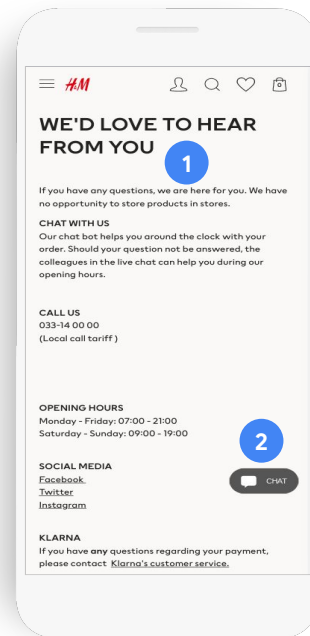 H&M
0
WE'D LOVE TO HEAR
FROM YOU
1
If you have any questions, we are here for you. We have
no opportunity to store products in stores.
CHAT WITH US
Our chat bot helps you around the clock with your
order. Should your question not be answered, the
colleagues in the live chat can help you during our
opening hours.
CALL US
033-14 00 00
(Local call tariff )
OPENING HOURS
Monday - Friday: 07:00 - 21:00
Saturday - Sunday: 09:00 - 19:00
2
SOCIAL MEDIA
Facebook
CHAT
Twitter
Instagram
KLARNA
If you have any questions regarding your payment,
please contact Klarna's customer service.